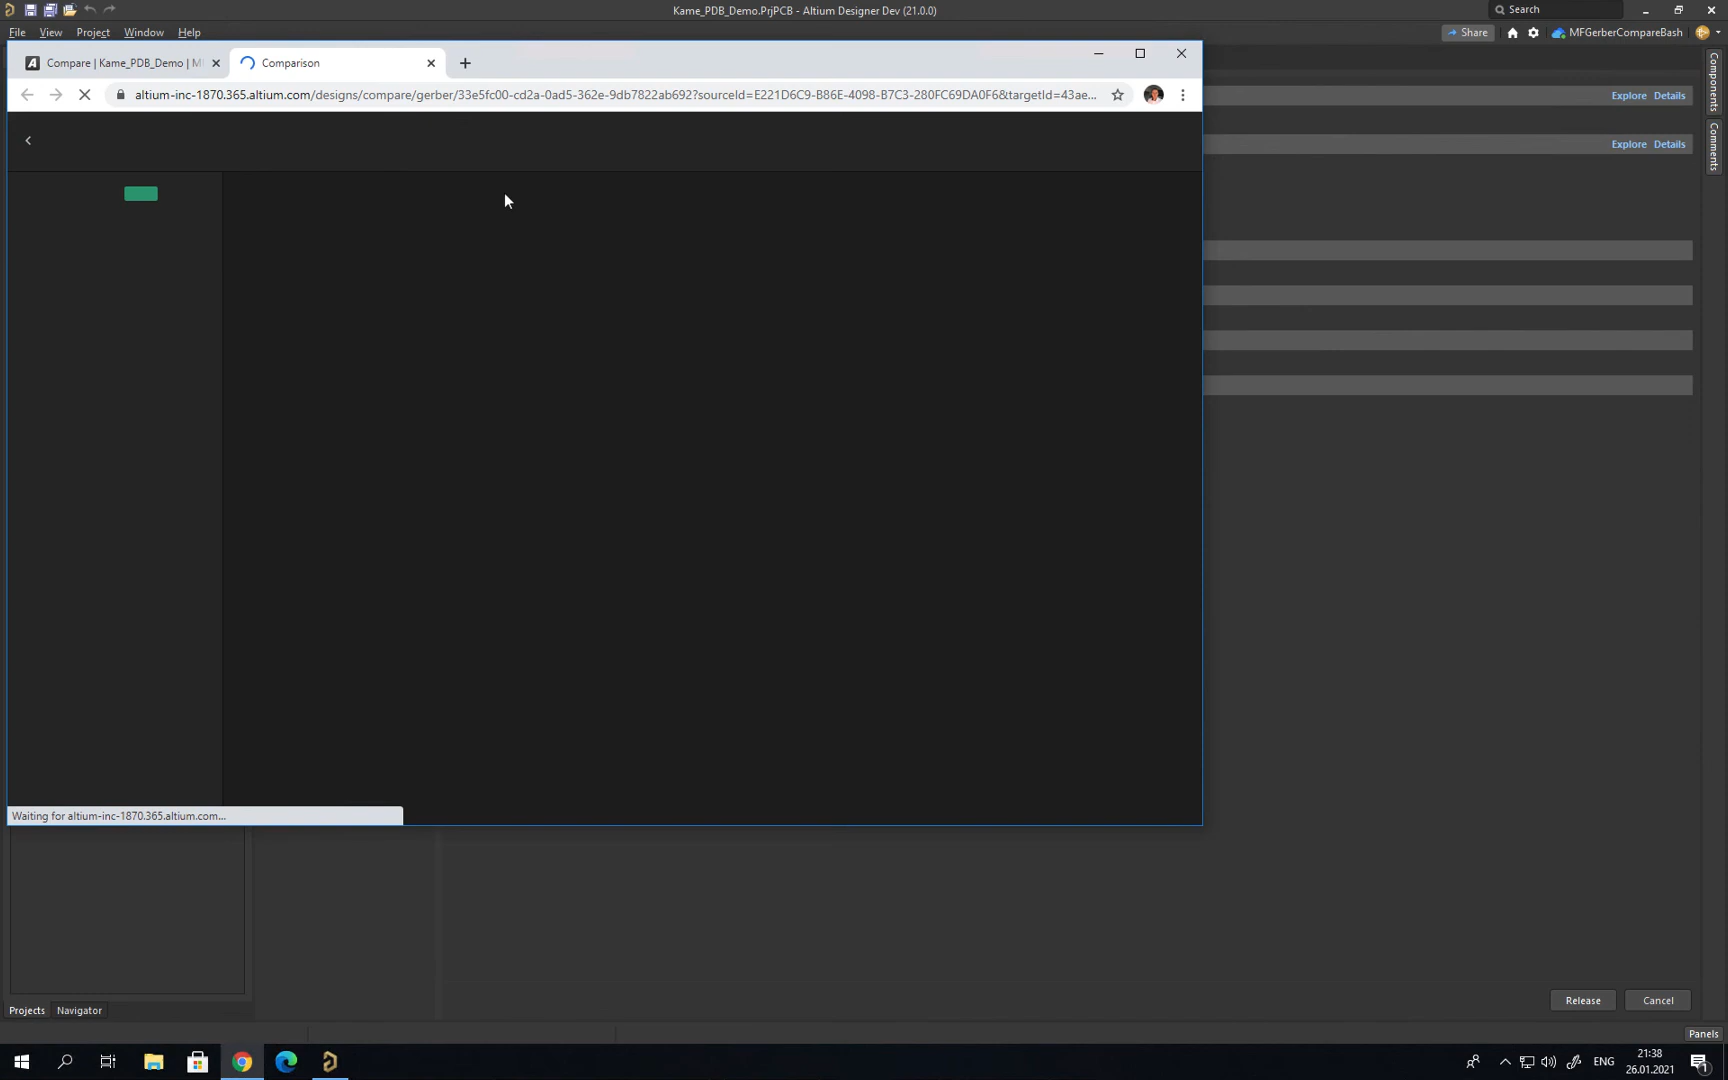 Kame_PDB_Demo.PrjPCB - Altium Designer Dev (21.0.0)
Search
File View Project Window Help
Share
MFGerberCompareBash
Compare | Kame_PDB_Demo | M
Comparison
altium-inc-1870.365.altium.com/designs/compare/gerber/33e5fc00-cd2a-0ad5-362e-9db7822ab692?sourceId=E221D6C9-B86E-4098-B7C3-280FC69DA0F6&targetId=43ae...
Explore Details
Explore Details
Components
Comments
Waiting for altium-inc-1870.365.altium.com...
Release
Cancel
Projects Navigator
Panels
ENG
21:38
26.01.2021
1